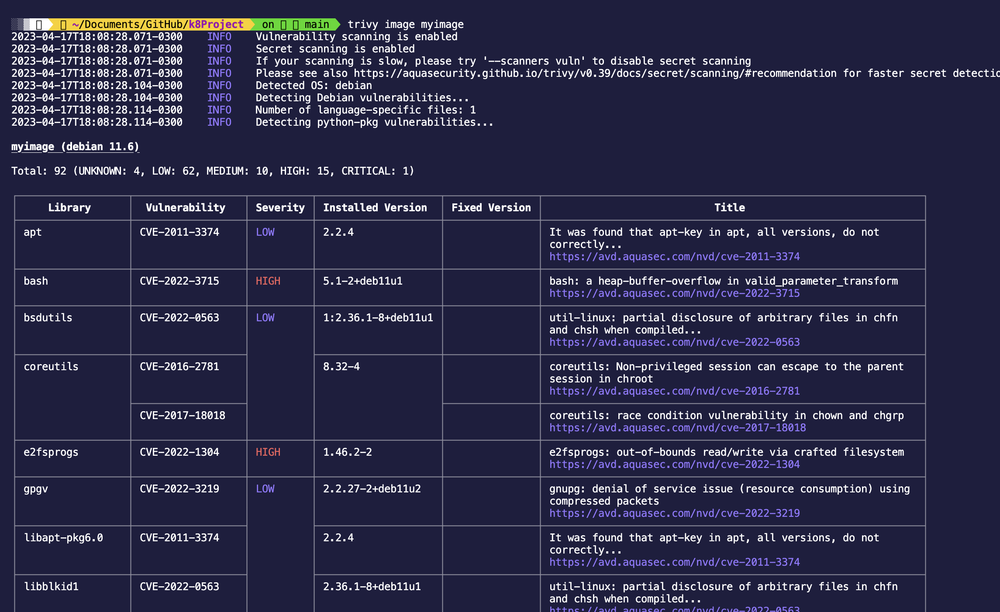 ~/Documents/GitHub/k8Project on main trivy image myimage
2023-04-17T18:08:28.071-0300 INFO Vulnerability scanning is enabled
2023-04-17T18:08:28.071-0300 INFO Secret scanning is enabled
2023-04-17T18:08:28.071-0300 INFO If your scanning is slow, please try '--scanners vuln' to disable secret scanning
2023-04-17T18:08:28.071-0300 INFO Please see also https://aquasecurity.github.io/trivy/v0.39/docs/secret/scanning/#recommendation for faster secret detectio
2023-04-17T18:08:28.104-0300 INFO Detected OS: debian
2023-04-17T18:08:28.104-0300 INFO Detecting Debian vulnerabilities...
2023-04-17T18:08:28.114-0300 INFO Number of language-specific files: 1
2023-04-17T18:08:28.114-0300 INFO Detecting python-pkg vulnerabilities...
myimage (debian 11.6)
Total: 92 (UNKNOWN: 4, LOW: 62, MEDIUM: 10, HIGH: 15, CRITICAL: 1)
Library Vulnerability Severity Installed Version Fixed Version Title
apt CVE-2011-3374 LOW 2.2.4 It was found that apt-key in apt, all versions, do not
correctly...
https://avd.aquasec.com/nvd/cve-2011-3374
bash CVE-2022-3715 HIGH 5.1-2+deb11u1 bash: a heap-buffer-overflow in valid_parameter_transform
https://avd.aquasec.com/nvd/cve-2022-3715
bsdutils CVE-2022-0563 LOW 1:2.36.1-8+deb11u1 util-linux: partial disclosure of arbitrary files in chfn
and chsh when compiled...
https://avd.aquasec.com/nvd/cve-2022-0563
coreutils CVE-2016-2781 8.32-4 coreutils: Non-privileged session can escape to the parent
session in chroot
https://avd.aquasec.com/nvd/cve-2016-2781
CVE-2017-18018 coreutils: race condition vulnerability in chown and chgrp
https://avd.aquasec.com/nvd/cve-2017-18018
e2fsprogs CVE-2022-1304 HIGH 1.46.2-2 e2fsprogs: out-of-bounds read/write via crafted filesystem
https://avd.aquasec.com/nvd/cve-2022-1304
gpgv CVE-2022-3219 LOW 2.2.27-2+deb11u2 gnupg: denial of service issue (resource consumption) using
compressed packets
https://avd.aquasec.com/nvd/cve-2022-3219
libapt-pkg6.0 CVE-2011-3374 2.2.4 It was found that apt-key in apt, all versions, do not
correctly...
https://avd.aquasec.com/nvd/cve-2011-3374
libblkid1 CVE-2022-0563 2.36.1-8+deb11u1 util-linux: partial disclosure of arbitrary files in chfn
and chsh when compiled...
https://avd.aquasec.com/nvd/cve-2022-0563